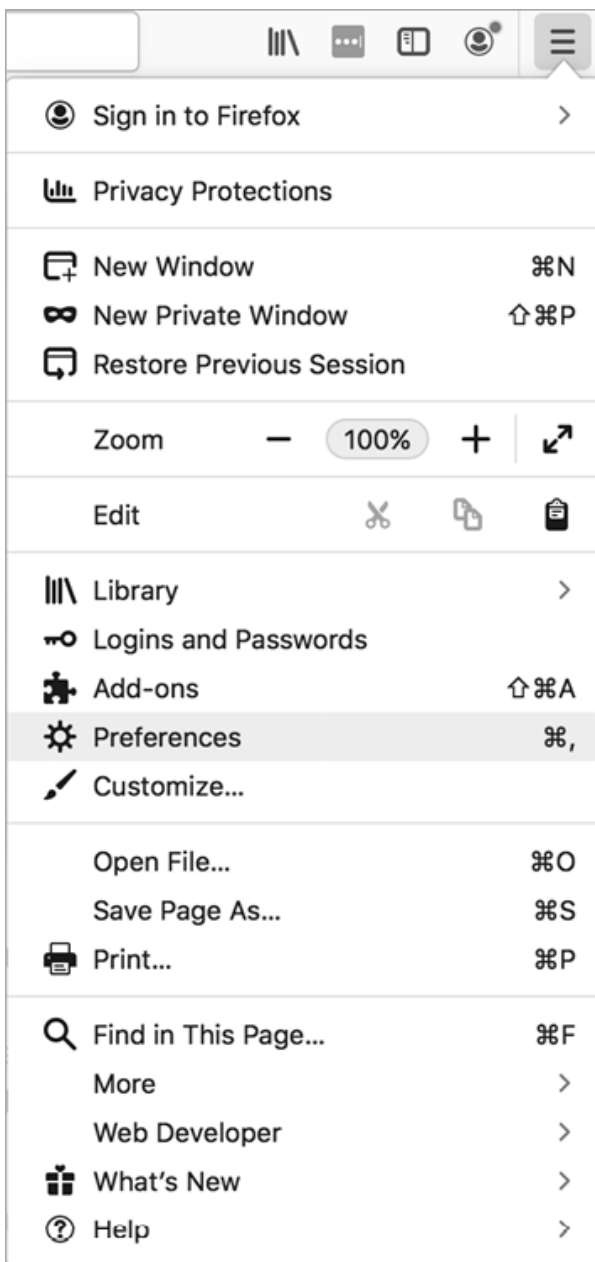 Sign in to Firefox
Privacy Protections
New Window ⌘N
New Private Window ⇧⌘P
Restore Previous Session
Zoom − 100% +
Edit
Library
Logins and Passwords
Add-ons ⇧⌘A
Preferences ⌘,
Customize...
Open File... ⌘O
Save Page As... ⌘S
Print... ⌘P
Find in This Page... ⌘F
More
Web Developer
What's New
Help